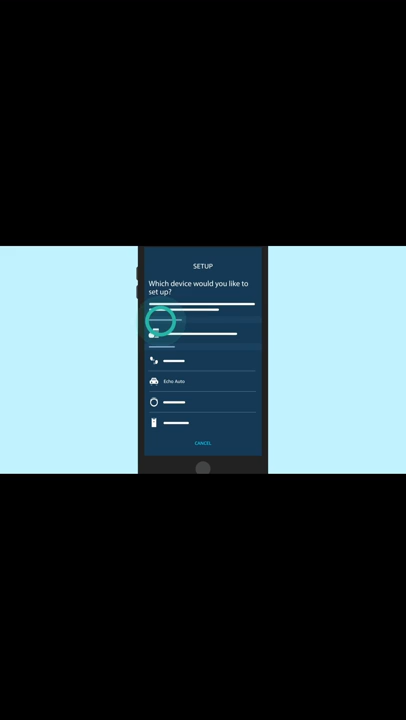 SETUP
Which device would you like to
set up?
Echo Auto
CANCEL